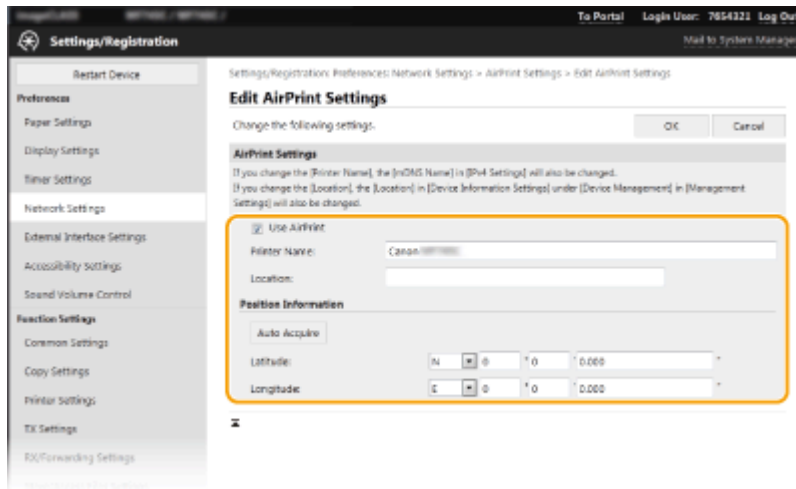 To Portal Login User: 7654321 Log Ou
Settings/Registration
Mail to System Manage
Restart Device
Settings/Registration: Preferences: Network Settings > AirPrint Settings > Edit AirPrint Settings
Preferences
Edit AirPrint Settings
Paper Settings
Change the following settings.
OK
Cancel
Display Settings
AirPrint Settings
Timer Settings
If you change the [Printer Name], the [mDNS Name] in [IPv4 Settings] will also be changed.
If you change the [Location], the [Location] in [Device Information Settings] under [Device Management] in [Management
Settings] will also be changed.
Network Settings
Use AirPrint
External Interface Settings
Printer Name:
Canon
Accessibility Settings
Location:
Sound Volume Control
Position Information
Function Settings
Auto Acquire
Common Settings
Latitude: N 0 ° 0 ' 0.000 "
Copy Settings
Longitude: E 0 ° 0 ' 0.000 "
Printer Settings
TX Settings
RX/Forwarding Settings